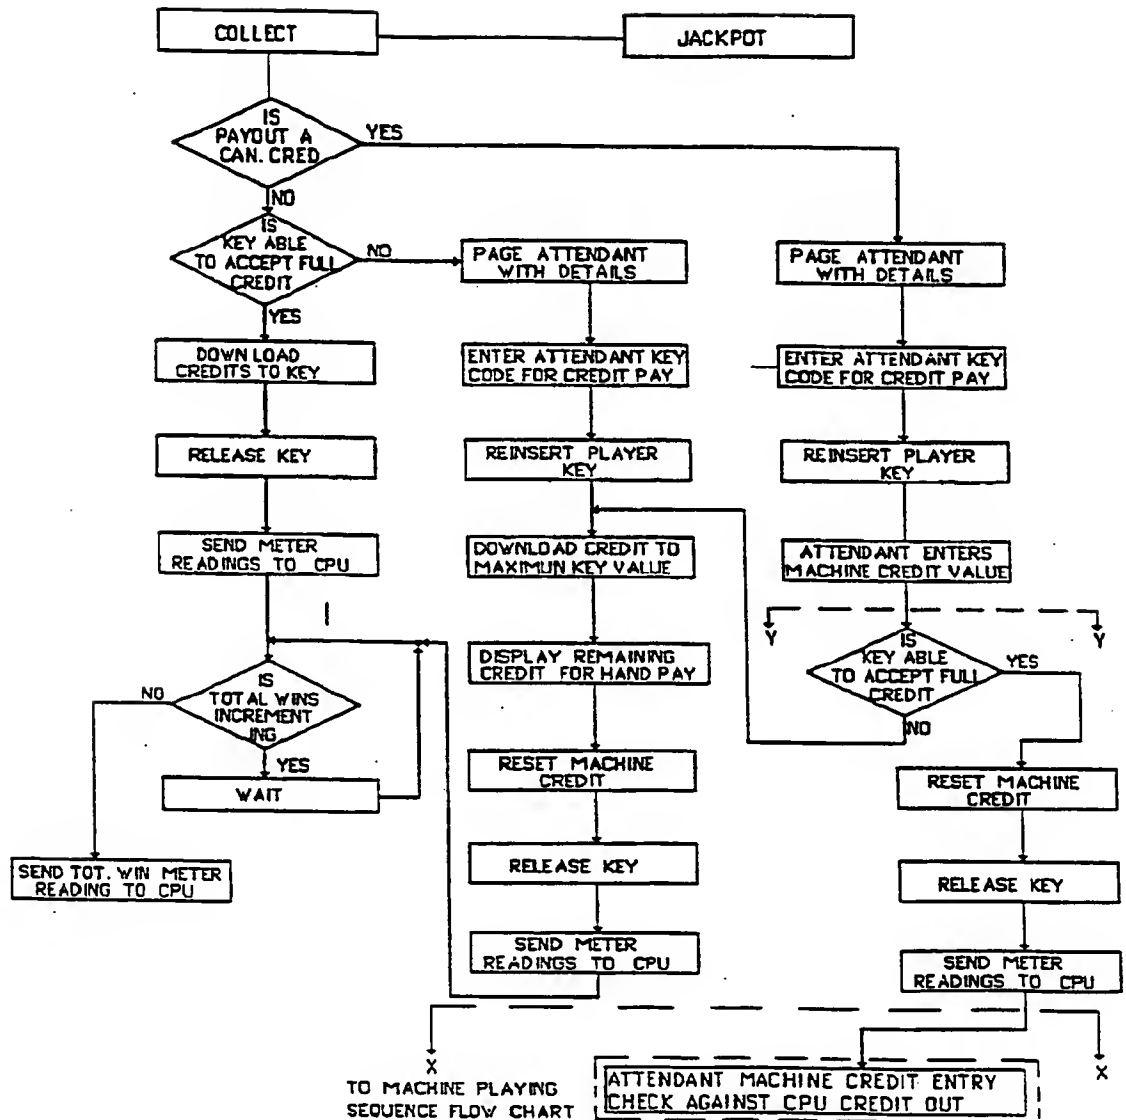 COLLECT
JACKPOT
IS
PAYOUT A
CAN. CRED
YES
NO
IS
KEY ABLE
TO ACCEPT FULL
CREDIT
NO
YES
PAGE ATTENDANT
WITH DETAILS
PAGE ATTENDANT
WITH DETAILS
DOWN LOAD
CREDITS TO KEY
ENTER ATTENDANT KEY
CODE FOR CREDIT PAY
ENTER ATTENDANT KEY
CODE FOR CREDIT PAY
RELEASE KEY
REINSERT PLAYER
KEY
REINSERT PLAYER
KEY
SEND METER
READINGS TO CPU
DOWNLOAD CREDIT TO
MAXIMUN KEY VALUE
ATTENDANT ENTERS
MACHINE CREDIT VALUE
Y
Y
IS
TOTAL WINS
INCREMENT
ING
NO
YES
DISPLAY REMAINING
CREDIT FOR HAND PAY
IS
KEY ABLE
TO ACCEPT FULL
CREDIT
YES
NO
WAIT
RESET MACHINE
CREDIT
RESET MACHINE
CREDIT
SEND TOT. WIN METER
READING TO CPU
RELEASE KEY
RELEASE KEY
SEND METER
READINGS TO CPU
SEND METER
READINGS TO CPU
X
X
TO MACHINE PLAYING
SEQUENCE FLOW CHART
ATTENDANT MACHINE CREDIT ENTRY
CHECK AGAINST CPU CREDIT OUT